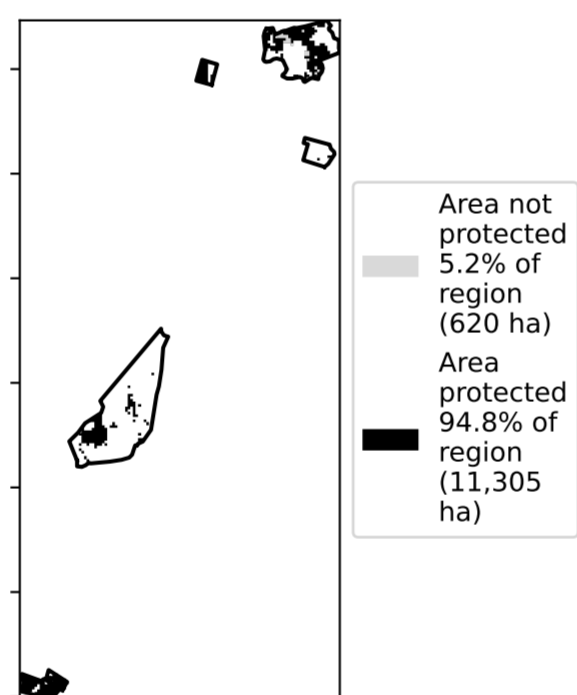 Area not
protected
5.2% of
region
(620 ha)
Area
protected
94.8% of
region
(11,305
ha)